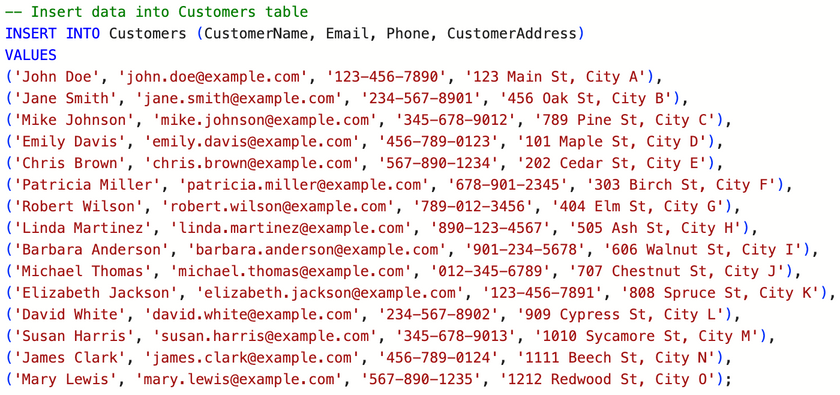 -- Insert data into Customers table
INSERT INTO Customers (CustomerName, Email, Phone, CustomerAddress)
VALUES
('John Doe', 'john.doe@example.com', '123-456-7890', '123 Main St, City A'),
('Jane Smith', 'jane.smith@example.com', '234-567-8901', '456 Oak St, City B'),
('Mike Johnson', 'mike.johnson@example.com', '345-678-9012', '789 Pine St, City C'),
('Emily Davis', 'emily.davis@example.com', '456-789-0123', '101 Maple St, City D'),
('Chris Brown', 'chris.brown@example.com', '567-890-1234', '202 Cedar St, City E'),
('Patricia Miller', 'patricia.miller@example.com', '678-901-2345', '303 Birch St, City F'),
('Robert Wilson', 'robert.wilson@example.com', '789-012-3456', '404 Elm St, City G'),
('Linda Martinez', 'linda.martinez@example.com', '890-123-4567', '505 Ash St, City H'),
('Barbara Anderson', 'barbara.anderson@example.com', '901-234-5678', '606 Walnut St, City I'),
('Michael Thomas', 'michael.thomas@example.com', '012-345-6789', '707 Chestnut St, City J'),
('Elizabeth Jackson', 'elizabeth.jackson@example.com', '123-456-7891', '808 Spruce St, City K'),
('David White', 'david.white@example.com', '234-567-8902', '909 Cypress St, City L'),
('Susan Harris', 'susan.harris@example.com', '345-678-9013', '1010 Sycamore St, City M'),
('James Clark', 'james.clark@example.com', '456-789-0124', '1111 Beech St, City N'),
('Mary Lewis', 'mary.lewis@example.com', '567-890-1235', '1212 Redwood St, City O');